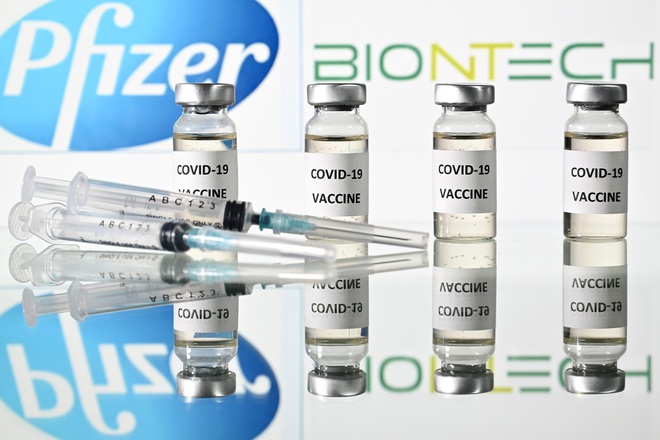 Pfizer
BIONTECH
COVID-19
VACCINE
COVID-19
VACCINE
COVID-19
VACCINE
COVID-19
VACCINE
ABC123
ABC123